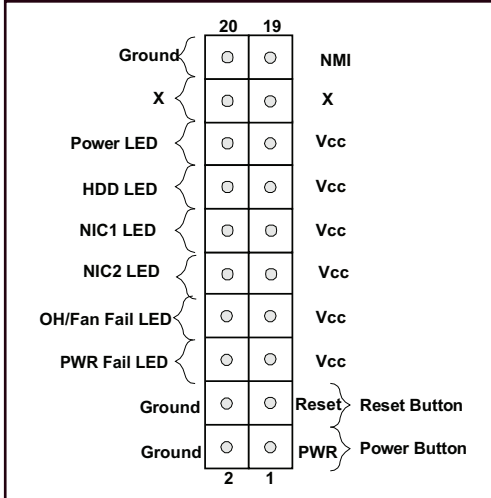 20 19
Ground NMI
X X
Power LED Vcc
HDD LED Vcc
NIC1 LED Vcc
NIC2 LED Vcc
OH/Fan Fail LED Vcc
PWR Fail LED Vcc
Ground Reset Reset Button
Ground PWR Power Button
2 1